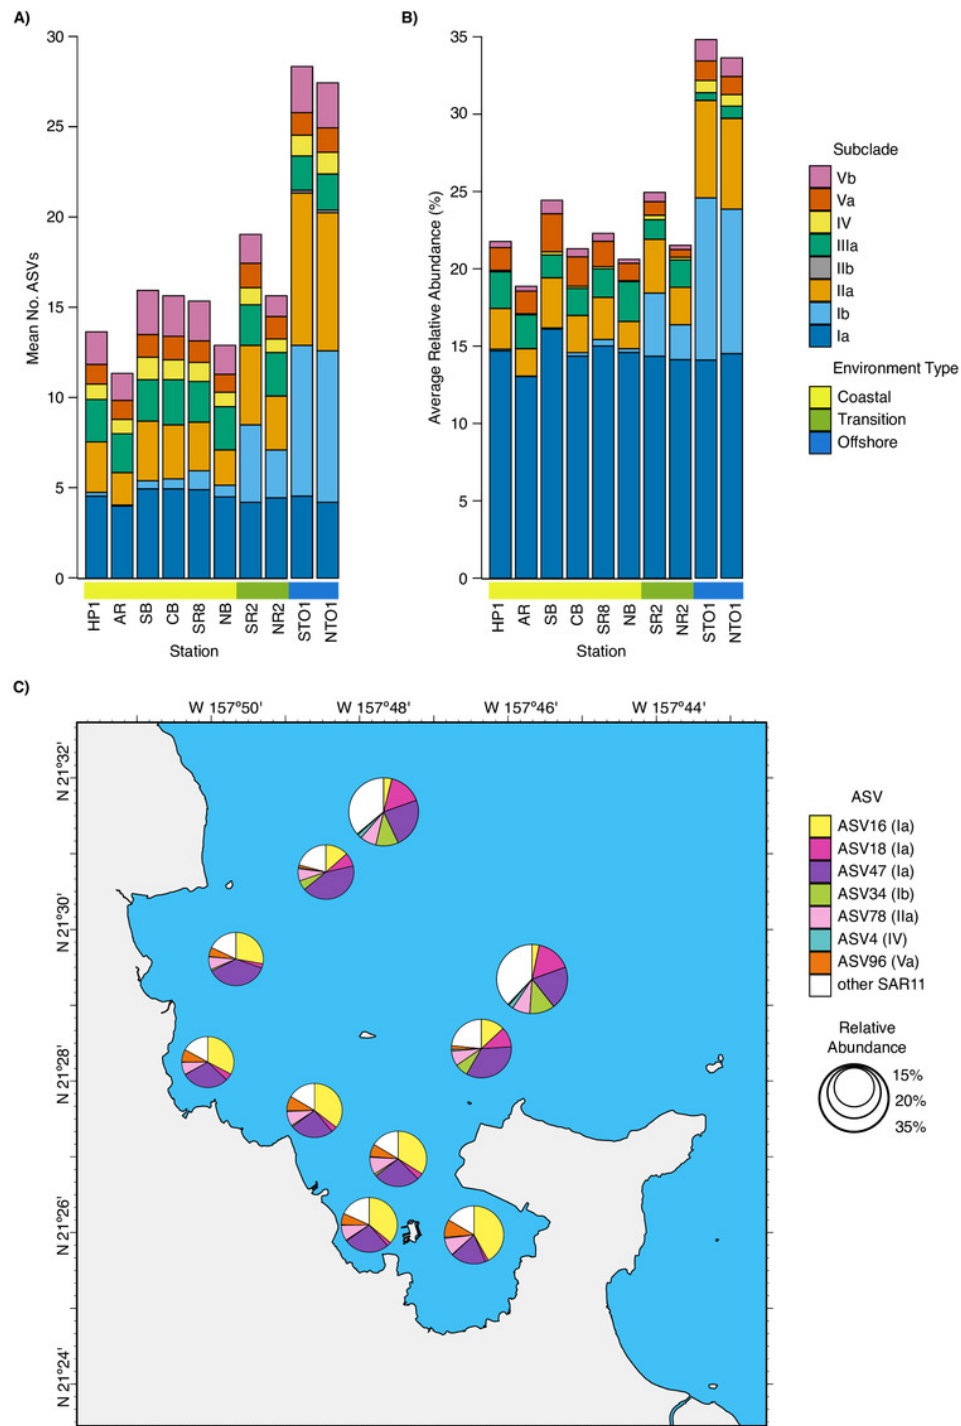 A)
B)
30
25
20
15
10
5
0
Mean No. ASVs
HP1
AR
SB
CB
SR8
NB
SR2
NR2
STO1
NTO1
Station
35
30
25
20
15
10
5
0
Average Relative Abundance (%)
HP1
AR
SB
CB
SR8
NB
SR2
NR2
STO1
NTO1
Station
Subclade
Vb
Va
IV
IIIa
IIb
IIa
Ib
Ia
Environment Type
Coastal
Transition
Offshore
C)
W 157°50'
W 157°48'
W 157°46'
W 157°44'
N 21°32'
N 21°30'
N 21°28'
N 21°26'
N 21°24'
ASV
ASV16 (Ia)
ASV18 (Ia)
ASV47 (Ia)
ASV34 (Ib)
ASV78 (IIa)
ASV4 (IV)
ASV96 (Va)
other SAR11
Relative
Abundance
15%
20%
35%